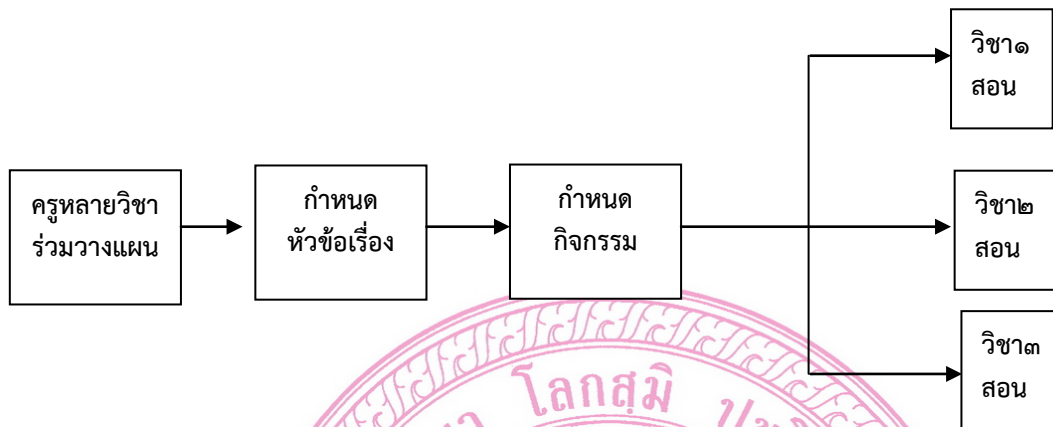 วิชา๑
สอน
ครูหลายวิชา
ร่วมวางแผน
กำหนด
หัวข้อเรื่อง
กำหนด
กิจกรรม
วิชา๒
สอน
วิชา๓
สอน
โลกสฺมิ